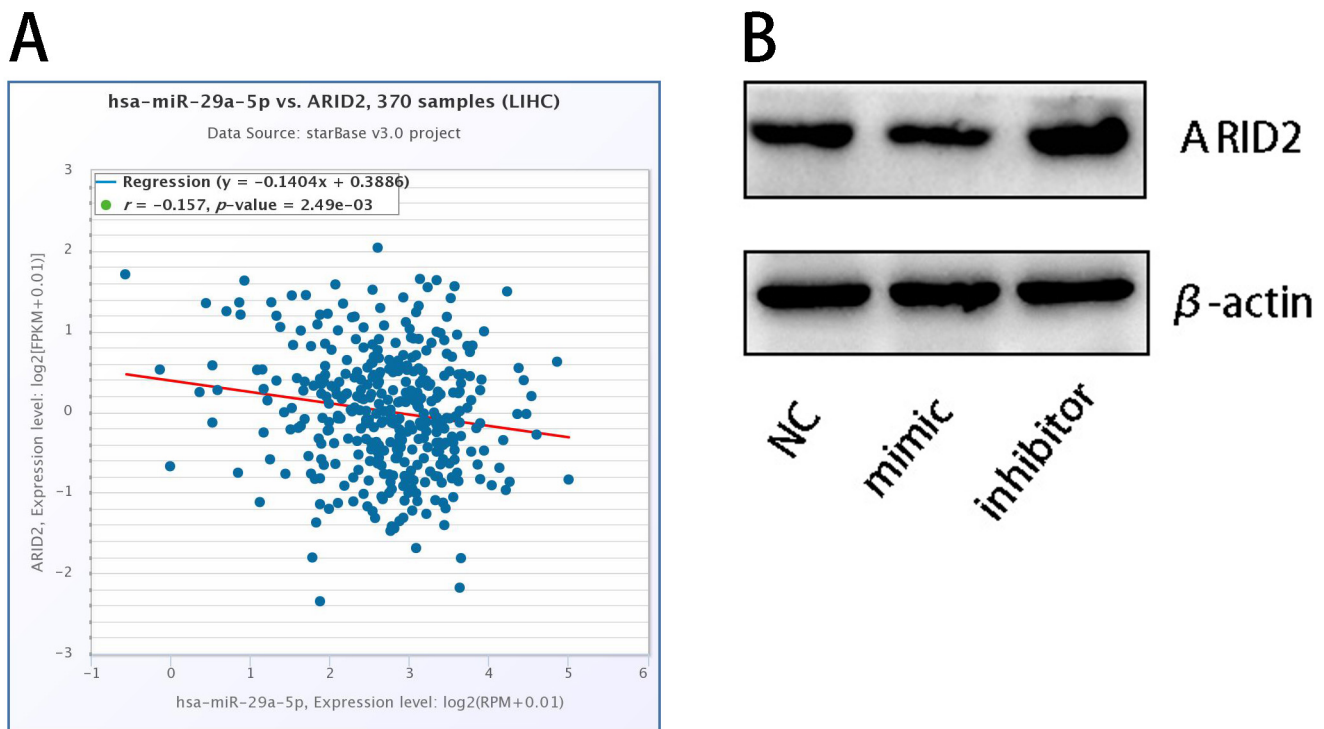 A
hsa-miR-29a-5p vs. ARID2, 370 samples (LIHC)
Data Source: starBase v3.0 project
Regression (y = −0.1404x + 0.3886)
r = −0.157, p-value = 2.49e−03
ARID2, Expression level: log2[FPKM+0.01)]
3
2
1
0
−1
−2
−3
−1 0 1 2 3 4 5 6
hsa-miR-29a-5p, Expression level: log2(RPM+0.01)
B
ARID2
β-actin
NC
mimic
inhibitor